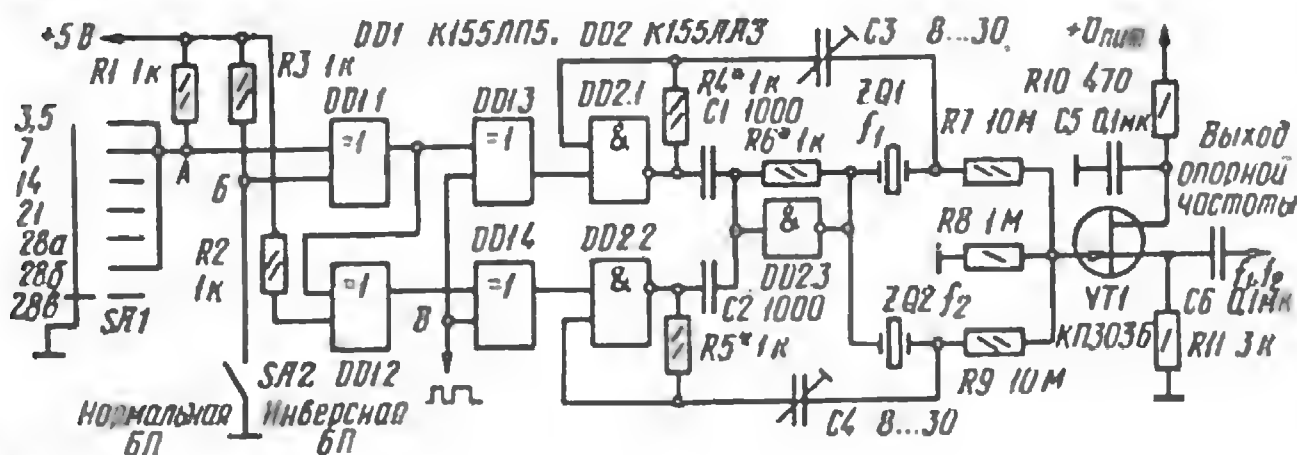 +5 В
DD1 К155ЛП5. DD2 К155ЛА3
C3 8...30
+Uпит
R1 1к
R3 1к
R4* 1к
R10 470
DD1 1
DD1 3
DD2.1
C1 1000
ZQ1
R7 10М
C5 0,1мк
Выход
опорной
частоты
3,5
7
14
21
28а
28б
28в
SA1
А
Б
В
=1
=1
&
R6* 1к
f1
R8 1М
R2
1к
DD1 4
DD2.2
&
DD2.3
=1
=1
&
C2
1000
ZQ2 f2
VT1
КП303Б
C6 0,1мк
f1, f2
R5* 1к
R9 10М
R11 3к
SA2 DD1 2
Нормальная
БП
Инверсная
БП
C4 8...30